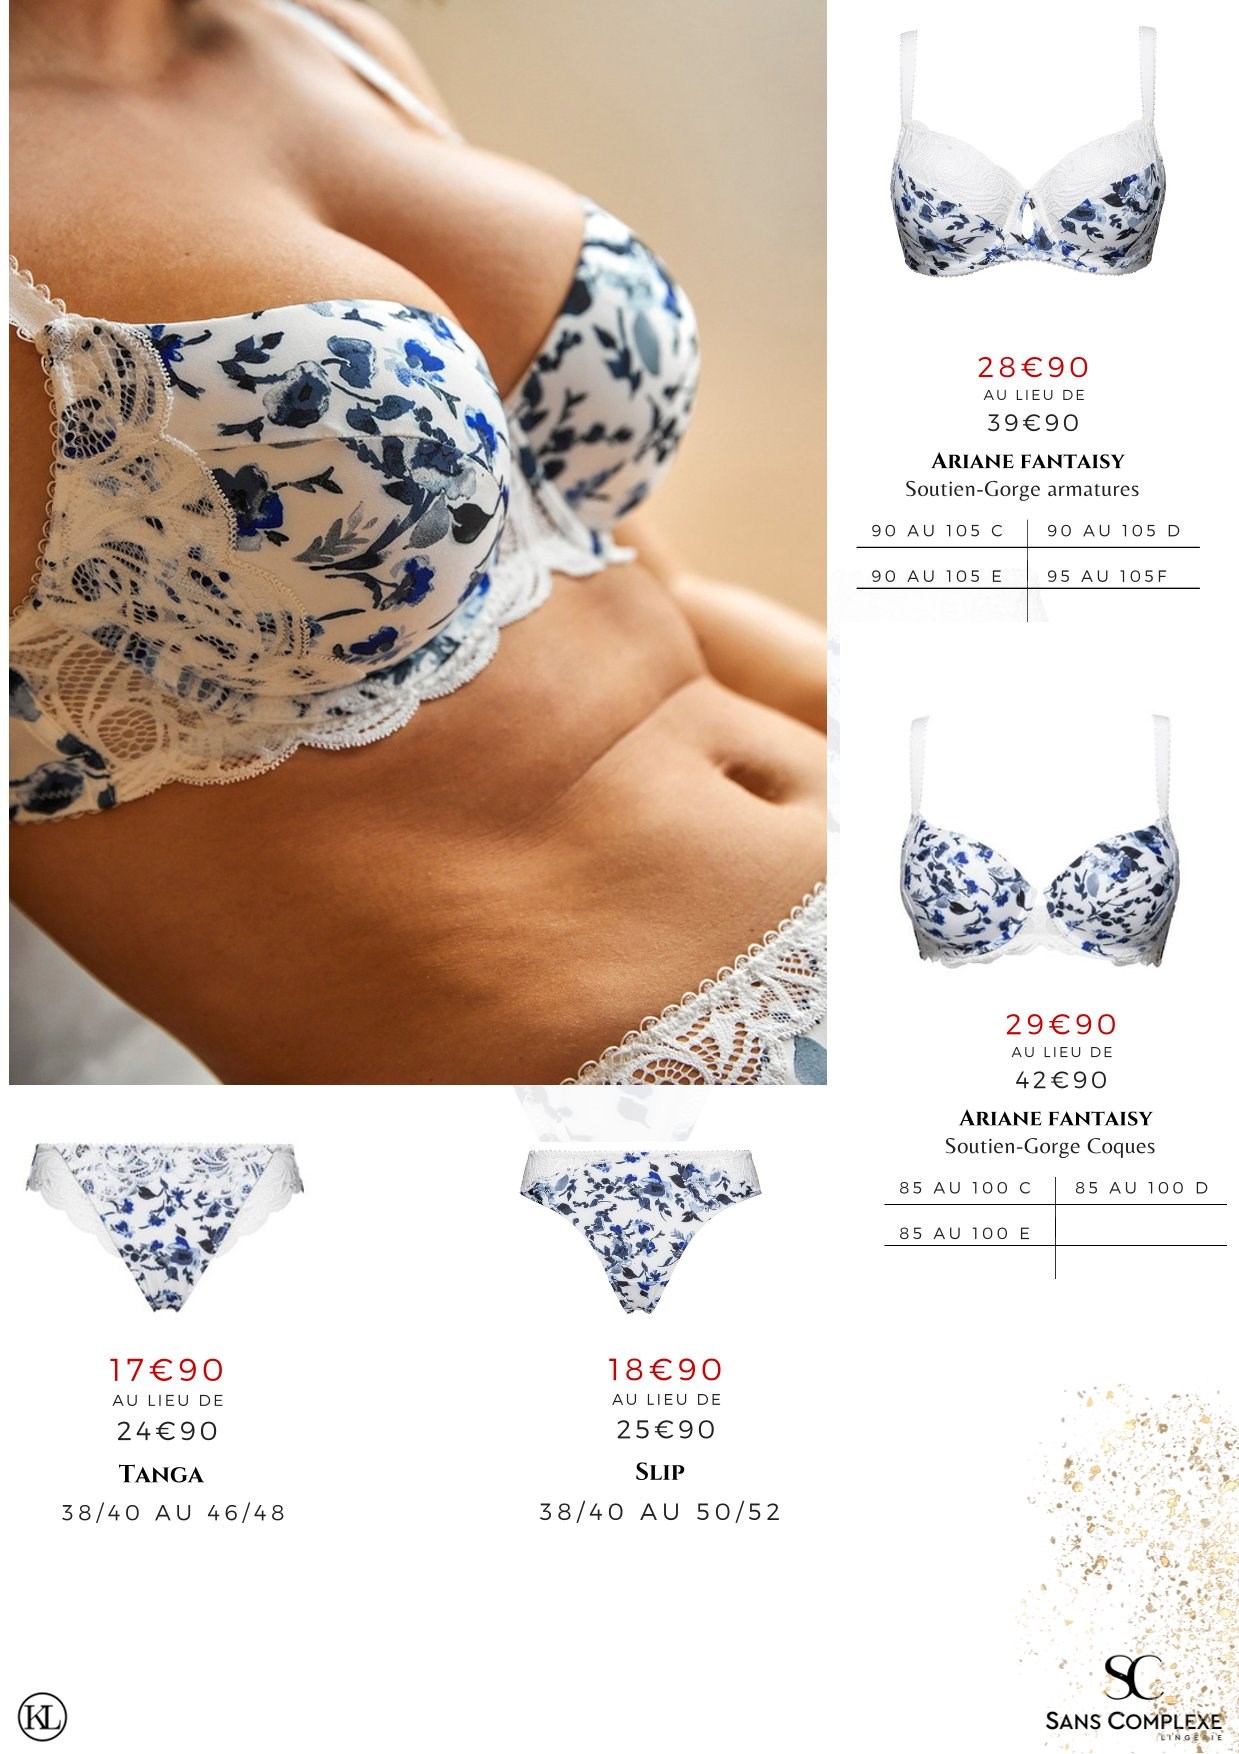 28€90
AU LIEU DE
39€90
ARIANE FANTAISY
Soutien-Gorge armatures
90 AU 105 C
90 AU 105 D
90 AU 105 E
95 AU 105F
29€90
AU LIEU DE
42€90
ARIANE FANTAISY
Soutien-Gorge Coques
85 AU 100 C
85 AU 100 D
85 AU 100 E
17€90
AU LIEU DE
24€90
TANGA
38/40 AU 46/48
18€90
AU LIEU DE
25€90
SLIP
38/40 AU 50/52
KL
SC
SANS COMPLEXE
LINGERIE